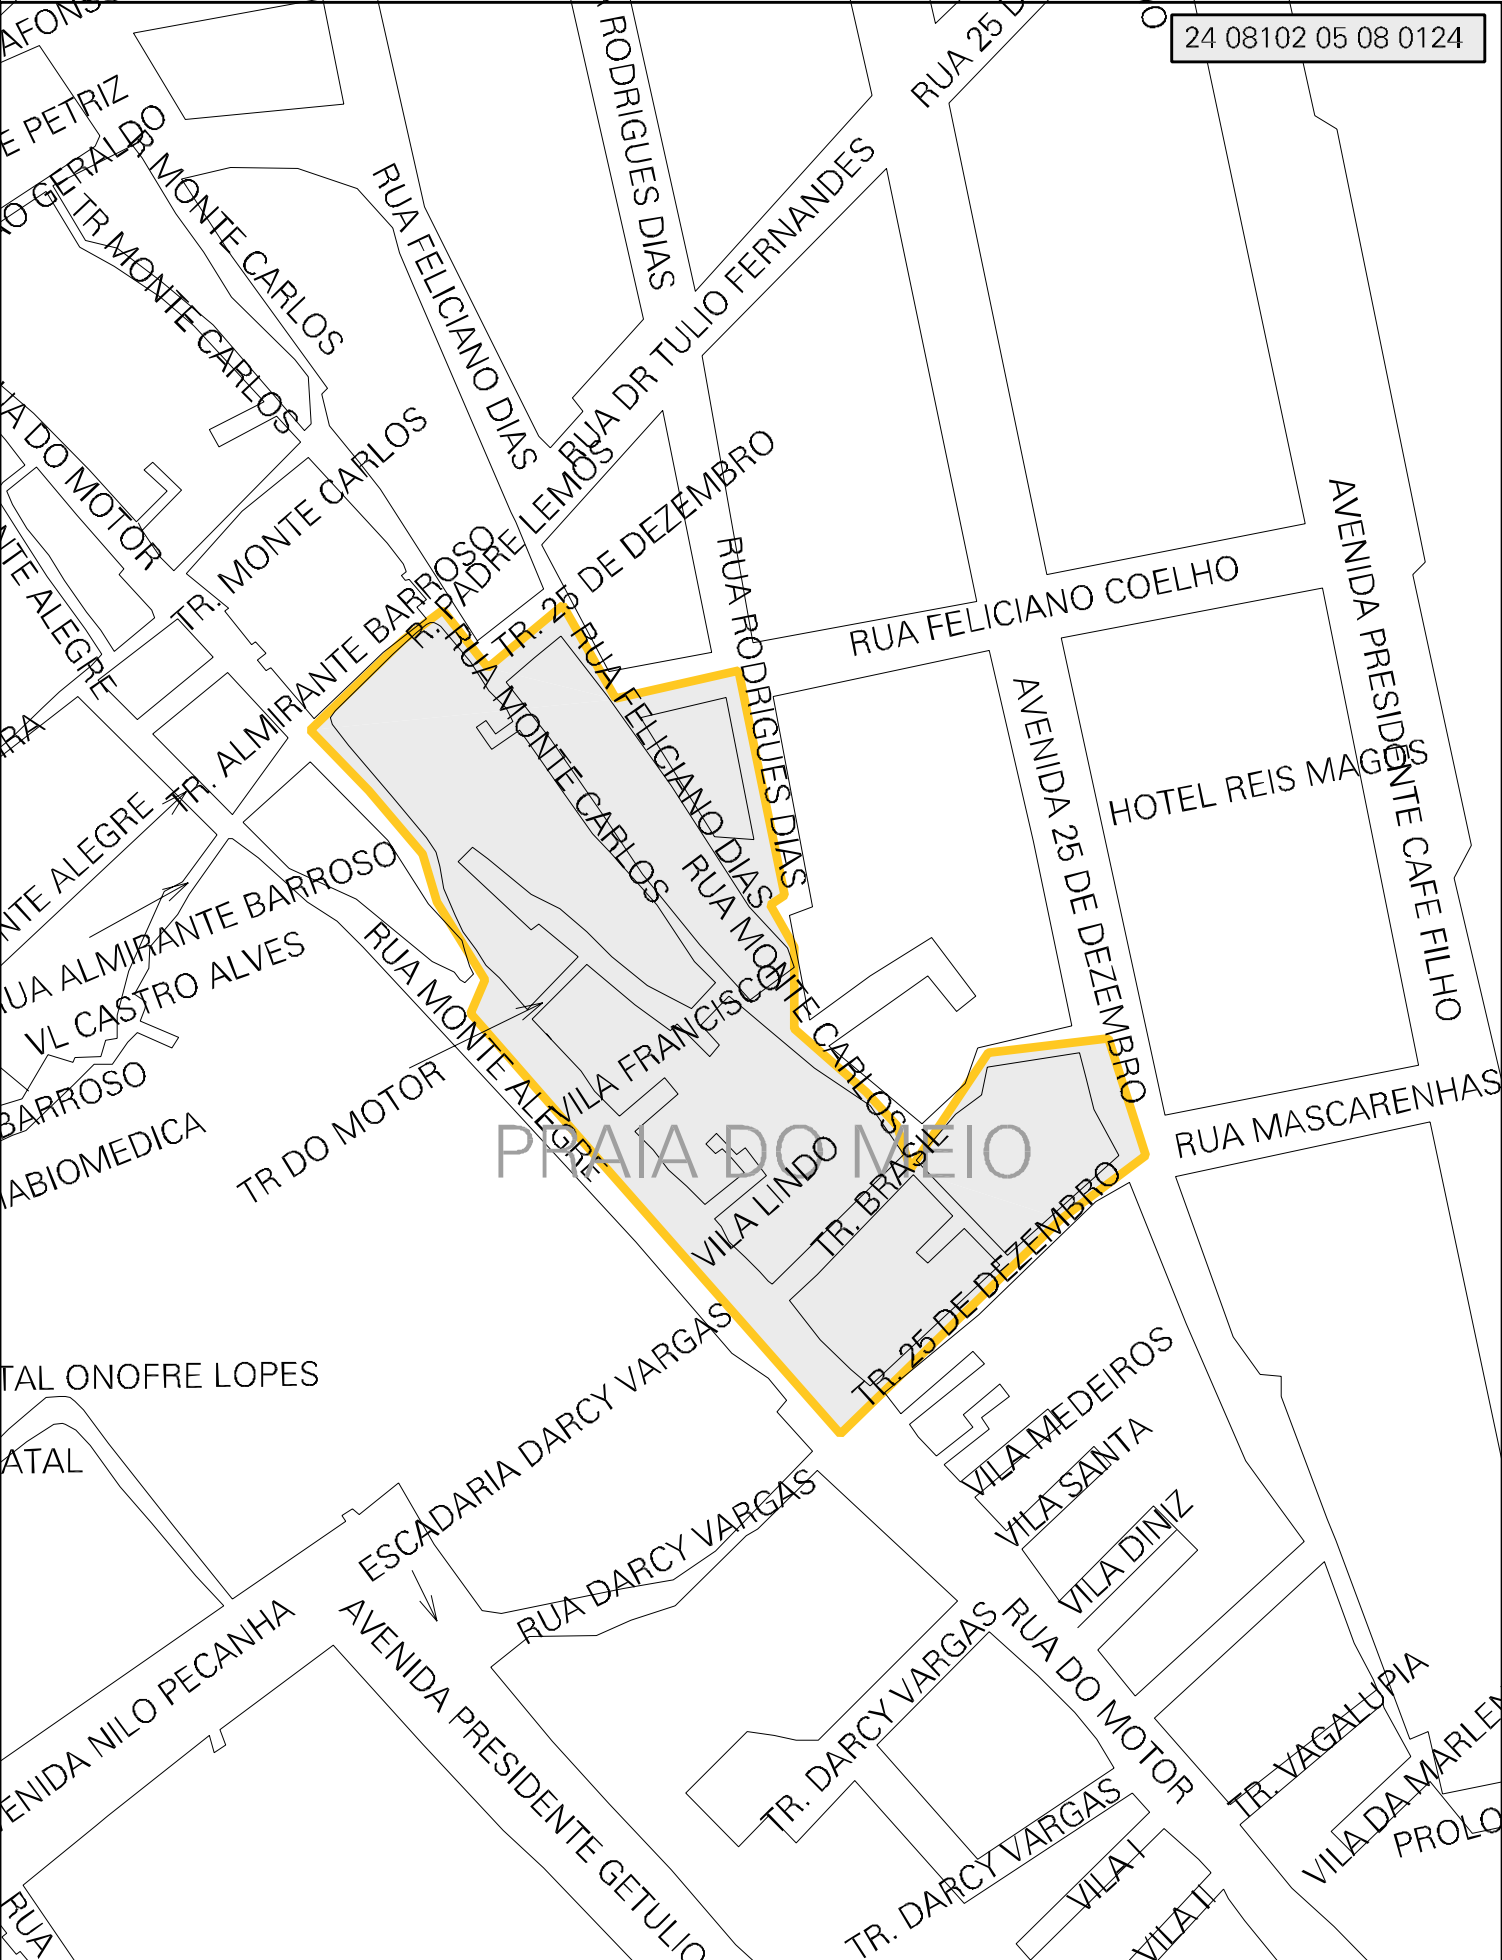 24 08102 05 08 0124
AFONSO
E PETRIZ
RO GERALDO
R MONTE CARLOS
TR MONTE CARLOS
RUA FELICIANO DIAS
RODRIGUES DIAS
RUA DR TULIO FERNANDES
RUA 25 D
O
A DO MOTOR
TR. MONTE CARLOS
NTE ALEGRE
R. PADRE LEMOS
TR. 25 DE DEZEMBRO
TR. ALMIRANTE BARROSO
RUA RODRIGUES DIAS
RUA FELICIANO COELHO
AVENIDA PRESIDENTE CAFE FILHO
RUA MONTE CARLOS
RUA FELICIANO DIAS
AVENIDA 25 DE DEZEMBRO
HOTEL REIS MAGOS
RA
NTE ALEGRE
RUA ALMIRANTE BARROSO
VL CASTRO ALVES
RUA MONTE ALEGRE
RUA MONTE CARLOS
VILA FRANCISCO
BARROSO
TR DO MOTOR
ABIOMEDICA
PRAIA DO MEIO
RUA MASCARENHAS
VILA LINDO
TR. BRASIL
TR. 25 DE DEZEMBRO
TAL ONOFRE LOPES
ATAL
ESCADARIA DARCY VARGAS
VILA MEDEIROS
VILA SANTA
VILA DINIZ
RUA DARCY VARGAS
ENIDA NILO PECANHA
AVENIDA PRESIDENTE GETULIO
TR. DARCY VARGAS
RUA DO MOTOR
TR. VAGALUPIA
VILA DA MARLEN
PROLO
TR. DARCY VARGAS
VILA I
VILA II
RUA